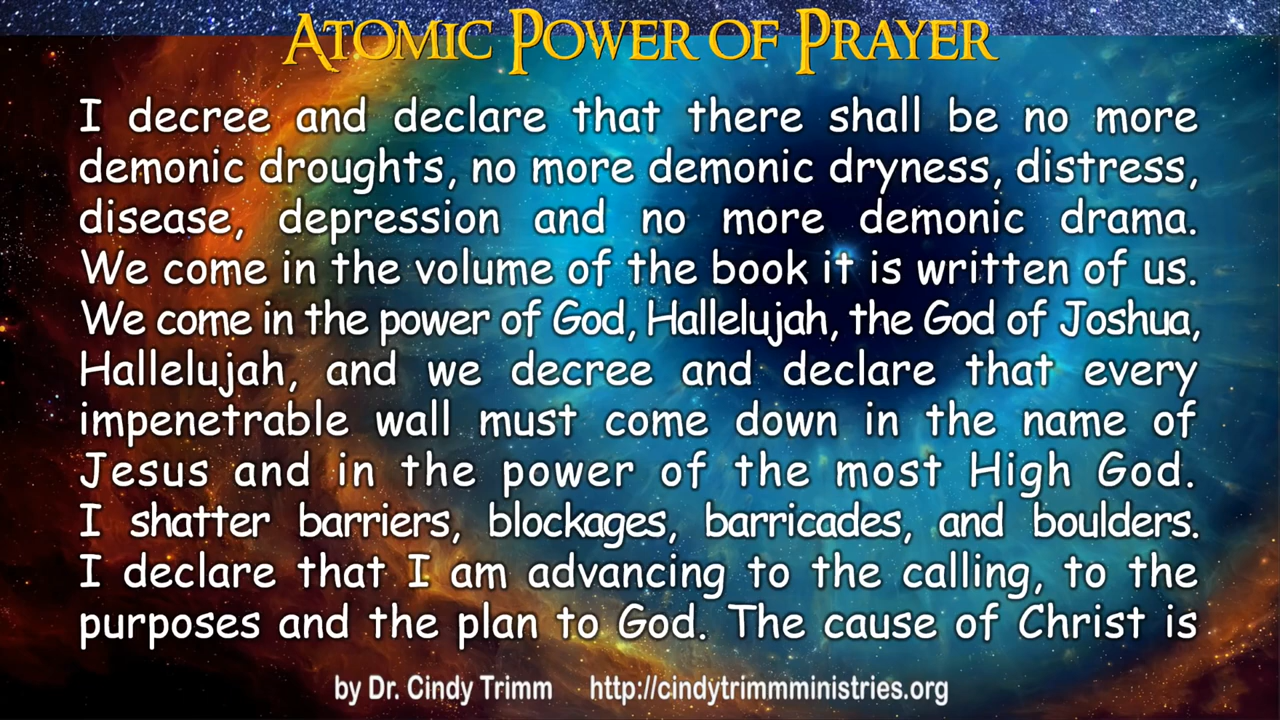 ATOMIC POWER OF PRAYER
I decree and declare that there shall be no more
demonic droughts, no more demonic dryness, distress,
disease, depression and no more demonic drama.
We come in the volume of the book it is written of us.
We come in the power of God, Hallelujah, the God of Joshua,
Hallelujah, and we decree and declare that every
impenetrable wall must come down in the name of
Jesus and in the power of the most High God.
I shatter barriers, blockages, barricades, and boulders.
I declare that I am advancing to the calling, to the
purposes and the plan to God. The cause of Christ is
by Dr. Cindy Trimm http://cindytrimmministries.org